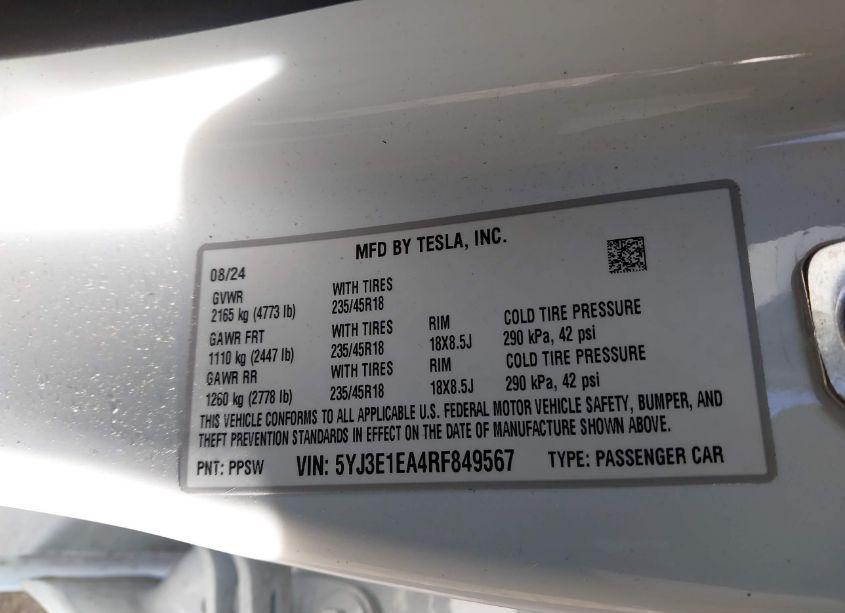 MFD BY TESLA, INC.
08/24
GVWR WITH TIRES
2165 kg (4773 lb) 235/45R18
GAWR FRT WITH TIRES RIM COLD TIRE PRESSURE
1110 kg (2447 lb) 235/45R18 18X8.5J 290 kPa, 42 psi
GAWR RR WITH TIRES RIM COLD TIRE PRESSURE
1260 kg (2778 lb) 235/45R18 18X8.5J 290 kPa, 42 psi
THIS VEHICLE CONFORMS TO ALL APPLICABLE U.S. FEDERAL MOTOR VEHICLE SAFETY, BUMPER, AND
THEFT PREVENTION STANDARDS IN EFFECT ON THE DATE OF MANUFACTURE SHOWN ABOVE.
PNT: PPSW VIN: 5YJ3E1EA4RF849567 TYPE: PASSENGER CAR